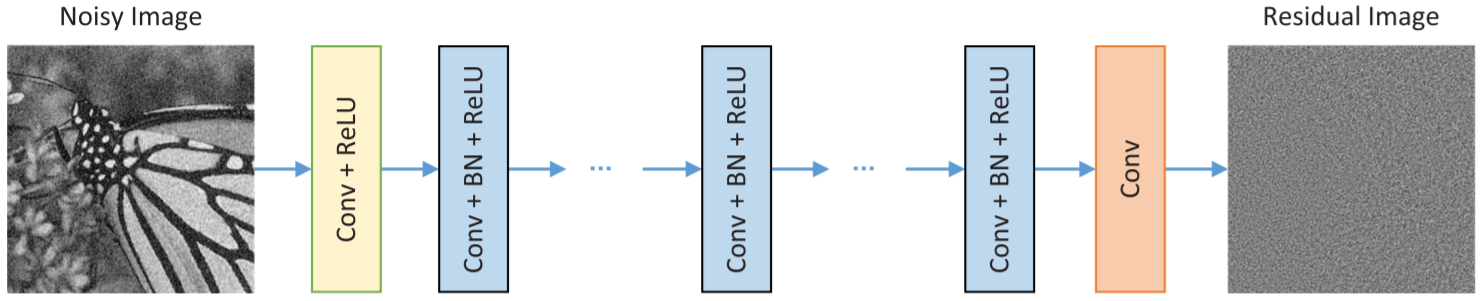 Noisy Image
Residual Image
Conv + ReLU
Conv + BN + ReLU
...
Conv + BN + ReLU
...
Conv + BN + ReLU
Conv